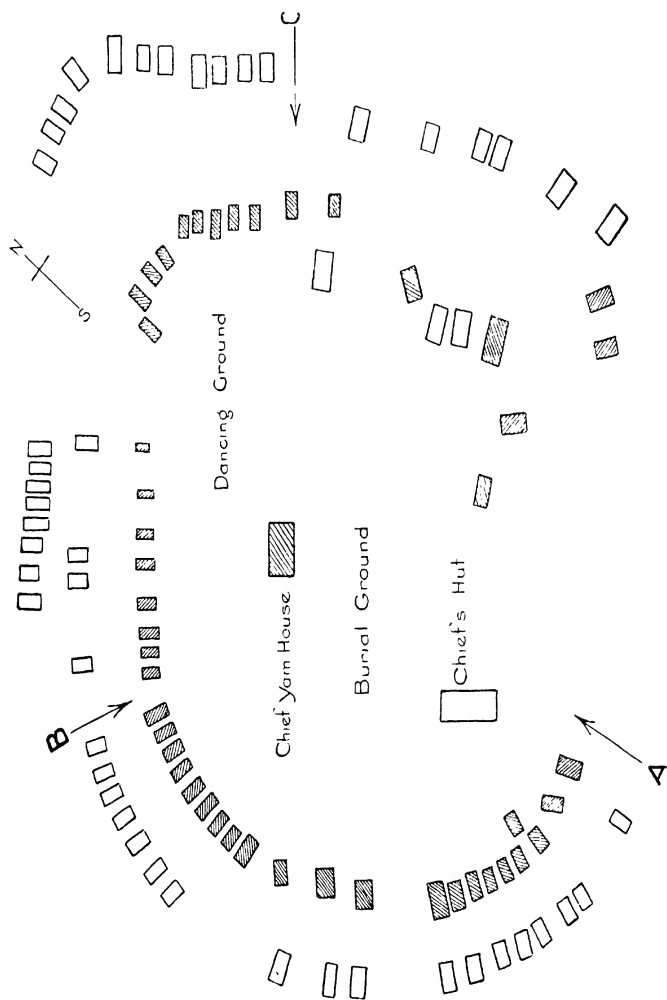 C
N
S
Dancing Ground
Chief Yam House
B
Burial Ground
Chief's Hut
A